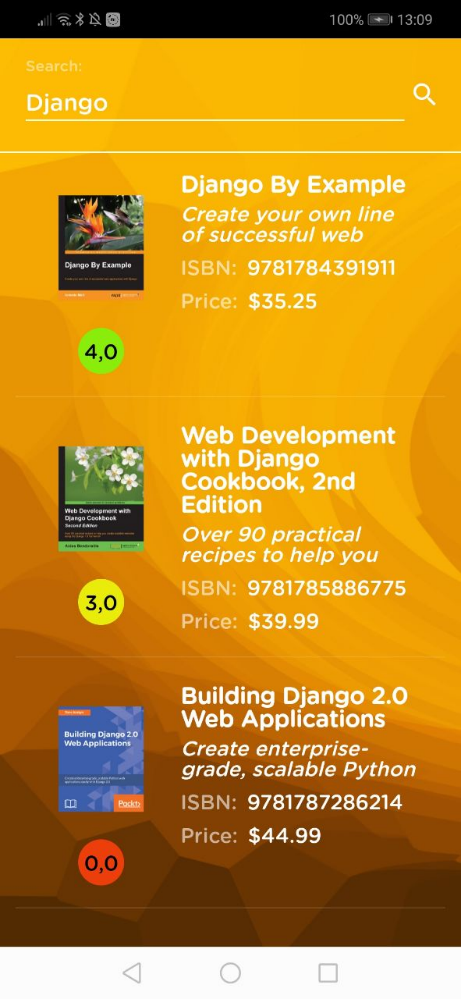 100% 13:09
Search:
Django
Django By Example
Create your own line
of successful web
ISBN: 9781784391911
Price: $35.25
Django By Example
4,0
Web Development
with Django
Cookbook, 2nd
Edition
Over 90 practical
recipes to help you
ISBN: 9781785886775
Price: $39.99
Web Development with
Django Cookbook
Second Edition
3,0
Building Django 2.0
Web Applications
Create enterprise-
grade, scalable Python
ISBN: 9781787286214
Price: $44.99
Building Django 2.0
Web Applications
Packt
0,0